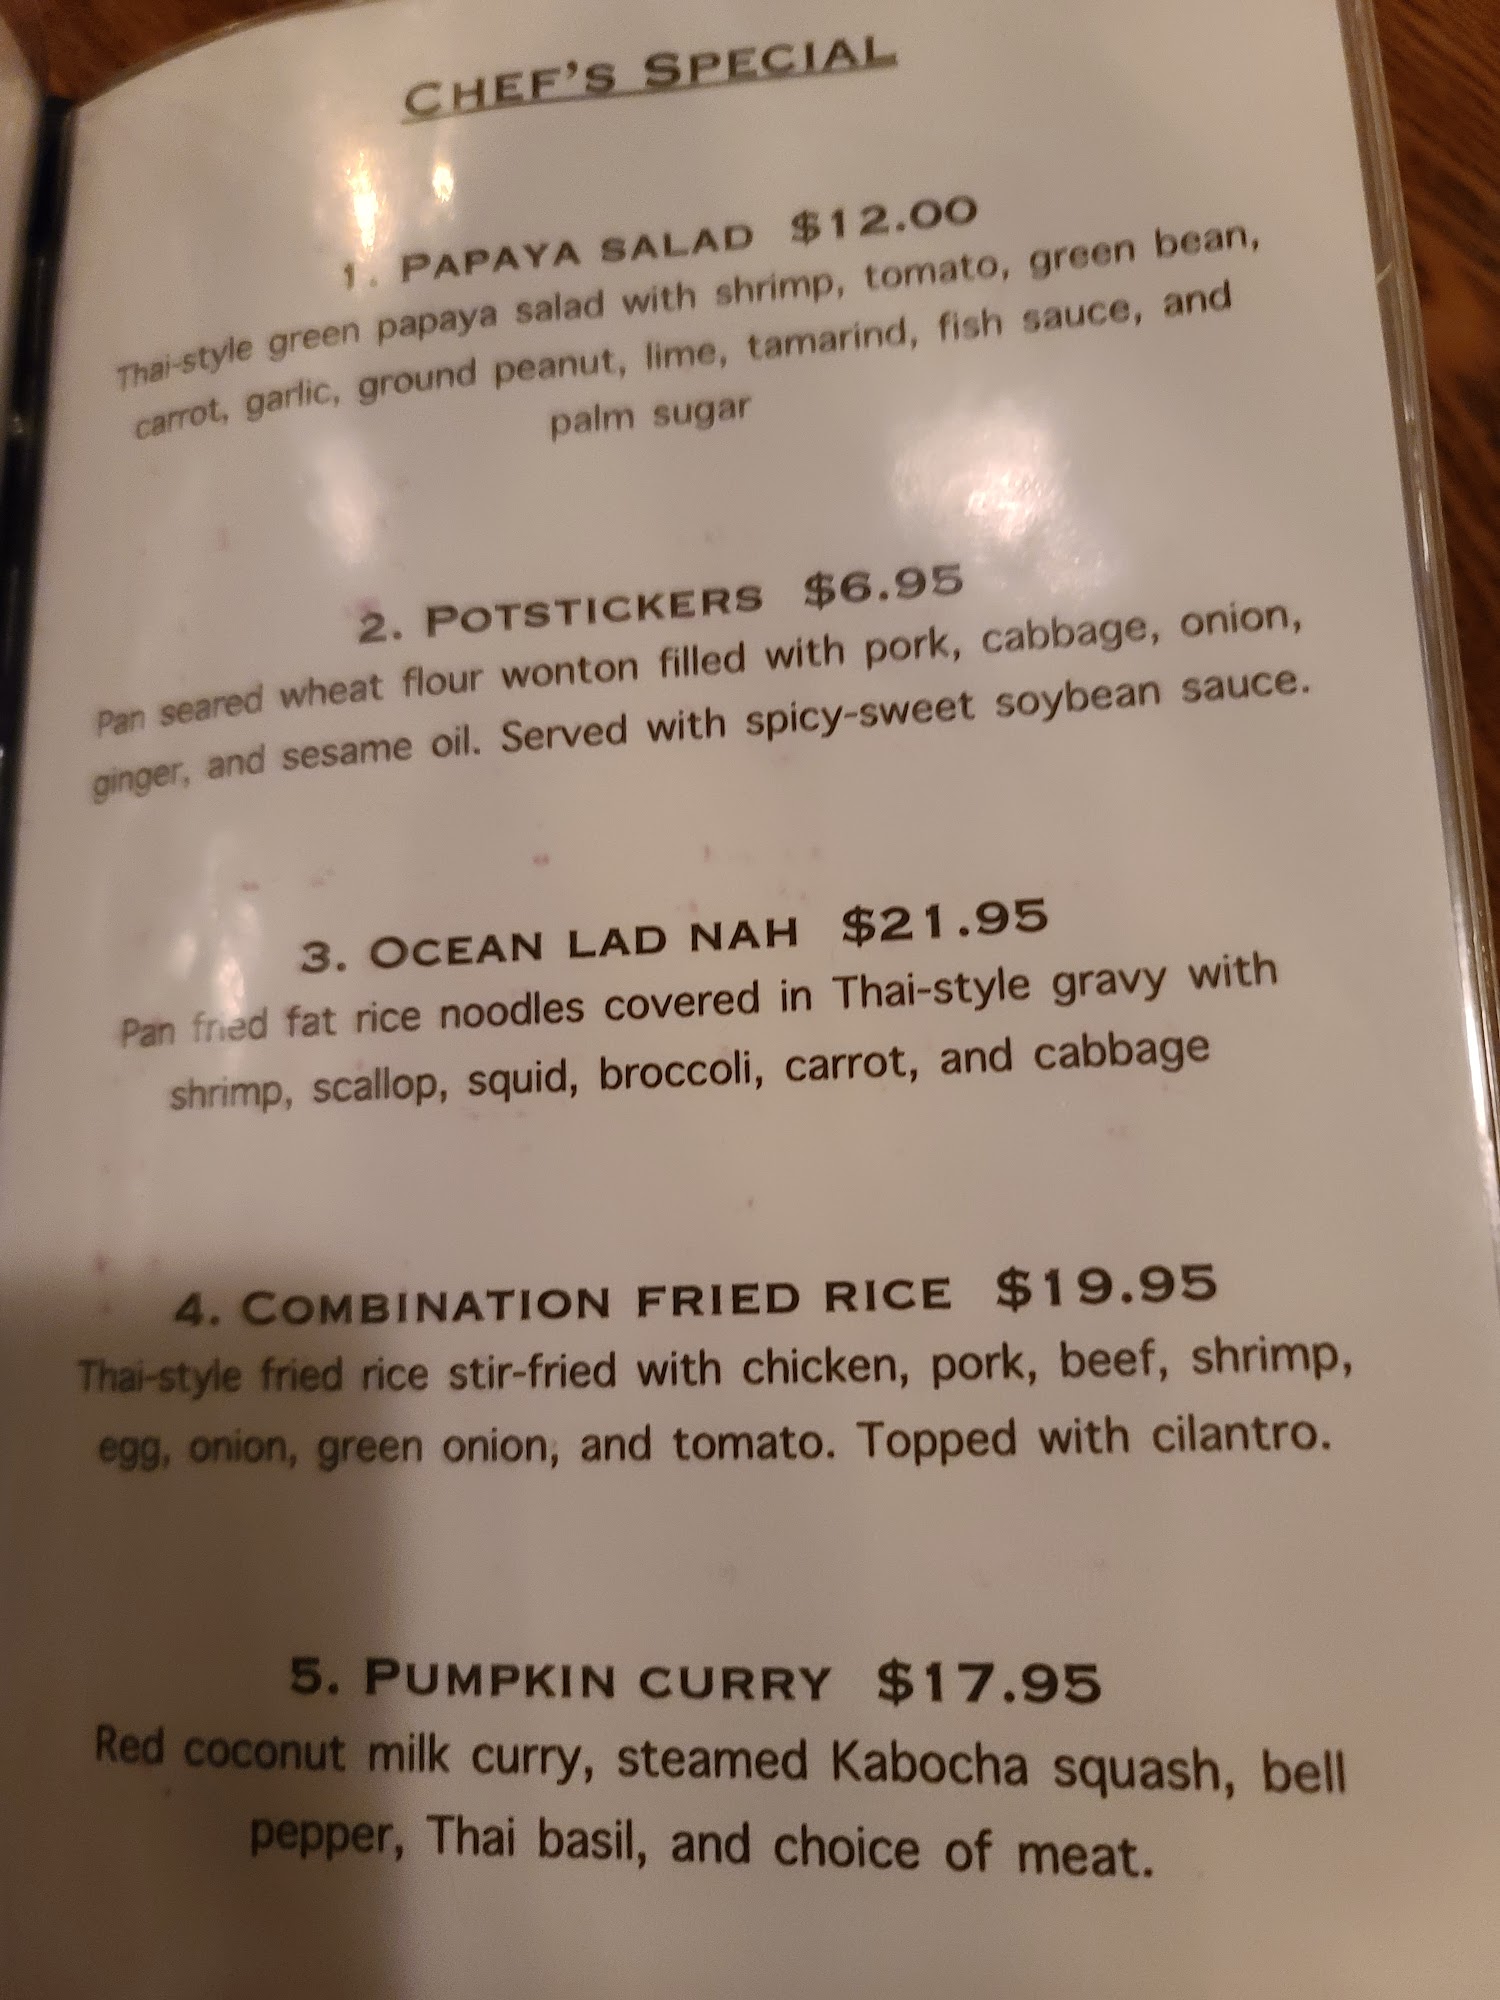 CHEF'S SPECIAL
1. PAPAYA SALAD $12.00
Thai-style green papaya salad with shrimp, tomato, green bean,
carrot, garlic, ground peanut, lime, tamarind, fish sauce, and
palm sugar
2. POTSTICKERS $6.95
Pan seared wheat flour wonton filled with pork, cabbage, onion,
ginger, and sesame oil. Served with spicy-sweet soybean sauce.
3. OCEAN LAD NAH $21.95
Pan fried fat rice noodles covered in Thai-style gravy with
shrimp, scallop, squid, broccoli, carrot, and cabbage
4. COMBINATION FRIED RICE $19.95
Thai-style fried rice stir-fried with chicken, pork, beef, shrimp,
egg, onion, green onion, and tomato. Topped with cilantro.
5. PUMPKIN CURRY $17.95
Red coconut milk curry, steamed Kabocha squash, bell
pepper, Thai basil, and choice of meat.